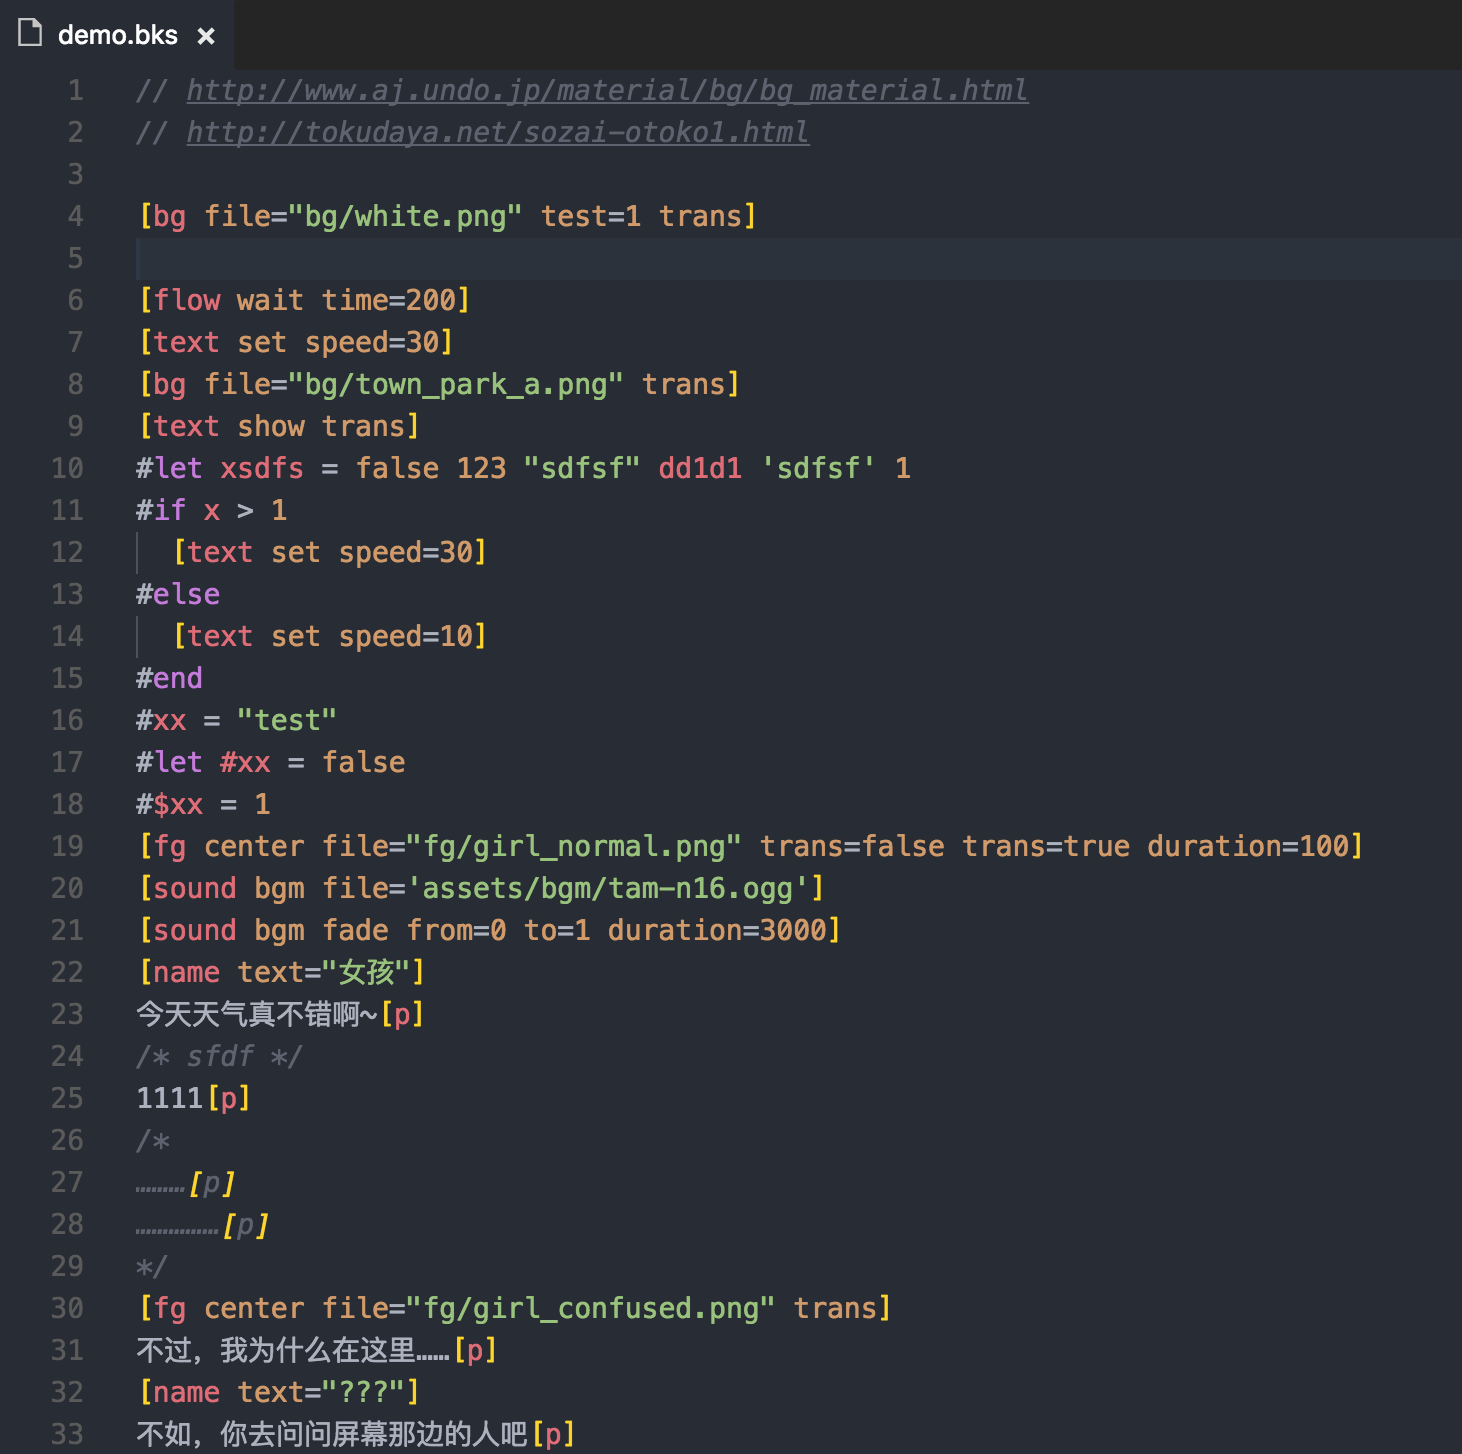 demo.bks ×
1 // http://www.aj.undo.jp/material/bg/bg_material.html
2 // http://tokudaya.net/sozai-otoko1.html
3
4 [bg file="bg/white.png" test=1 trans]
5
6 [flow wait time=200]
7 [text set speed=30]
8 [bg file="bg/town_park_a.png" trans]
9 [text show trans]
10 #let xsdfs = false 123 "sdfsf" dd1d1 'sdfsf' 1
11 #if x > 1
12   [text set speed=30]
13 #else
14   [text set speed=10]
15 #end
16 #xx = "test"
17 #let #xx = false
18 #$xx = 1
19 [fg center file="fg/girl_normal.png" trans=false trans=true duration=100]
20 [sound bgm file='assets/bgm/tam-n16.ogg']
21 [sound bgm fade from=0 to=1 duration=3000]
22 [name text="女孩"]
23 今天天气真不错啊~[p]
24 /* sfdf */
25 1111[p]
26 /*
27 ………[p]
28 ……………[p]
29 */
30 [fg center file="fg/girl_confused.png" trans]
31 不过，我为什么在这里……[p]
32 [name text="???"]
33 不如，你去问问屏幕那边的人吧[p]